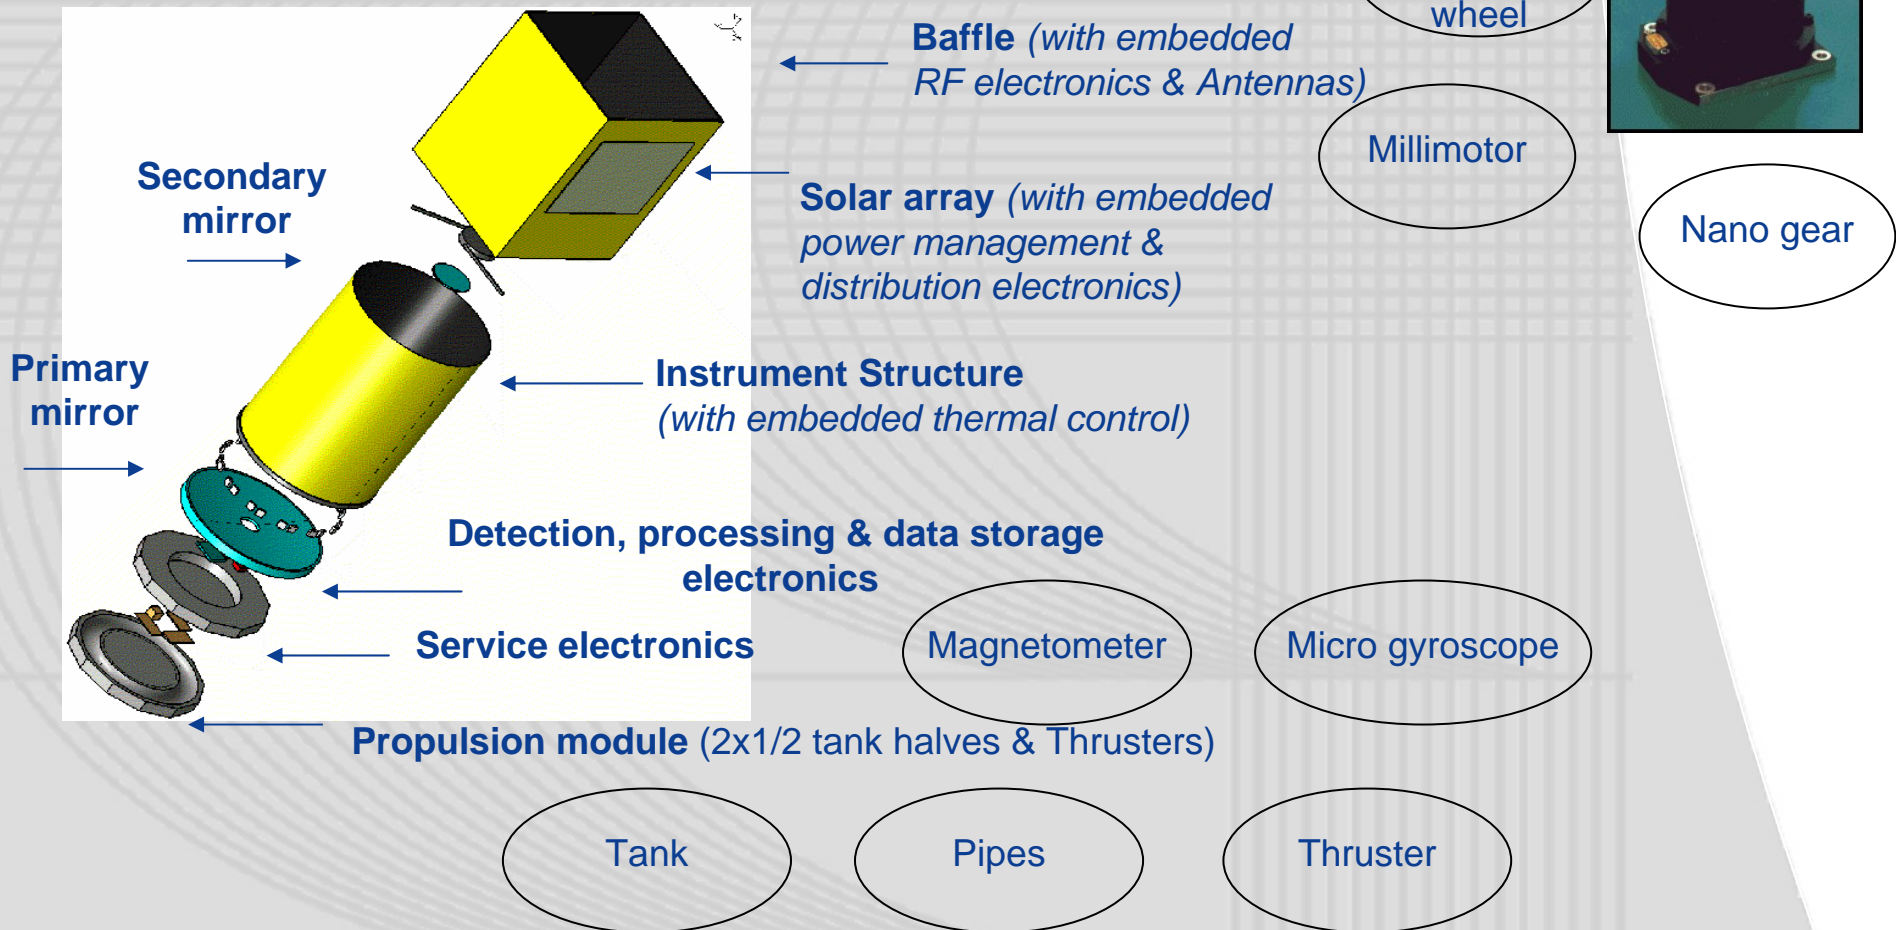 wheel
Baffle (with embedded
RF electronics & Antennas)
Millimotor
Secondary
mirror
Solar array (with embedded
power management &
distribution electronics)
Nano gear
Primary
mirror
Instrument Structure
(with embedded thermal control)
Detection, processing & data storage
electronics
Service electronics
Magnetometer
Micro gyroscope
Propulsion module (2x1/2 tank halves & Thrusters)
Tank
Pipes
Thruster